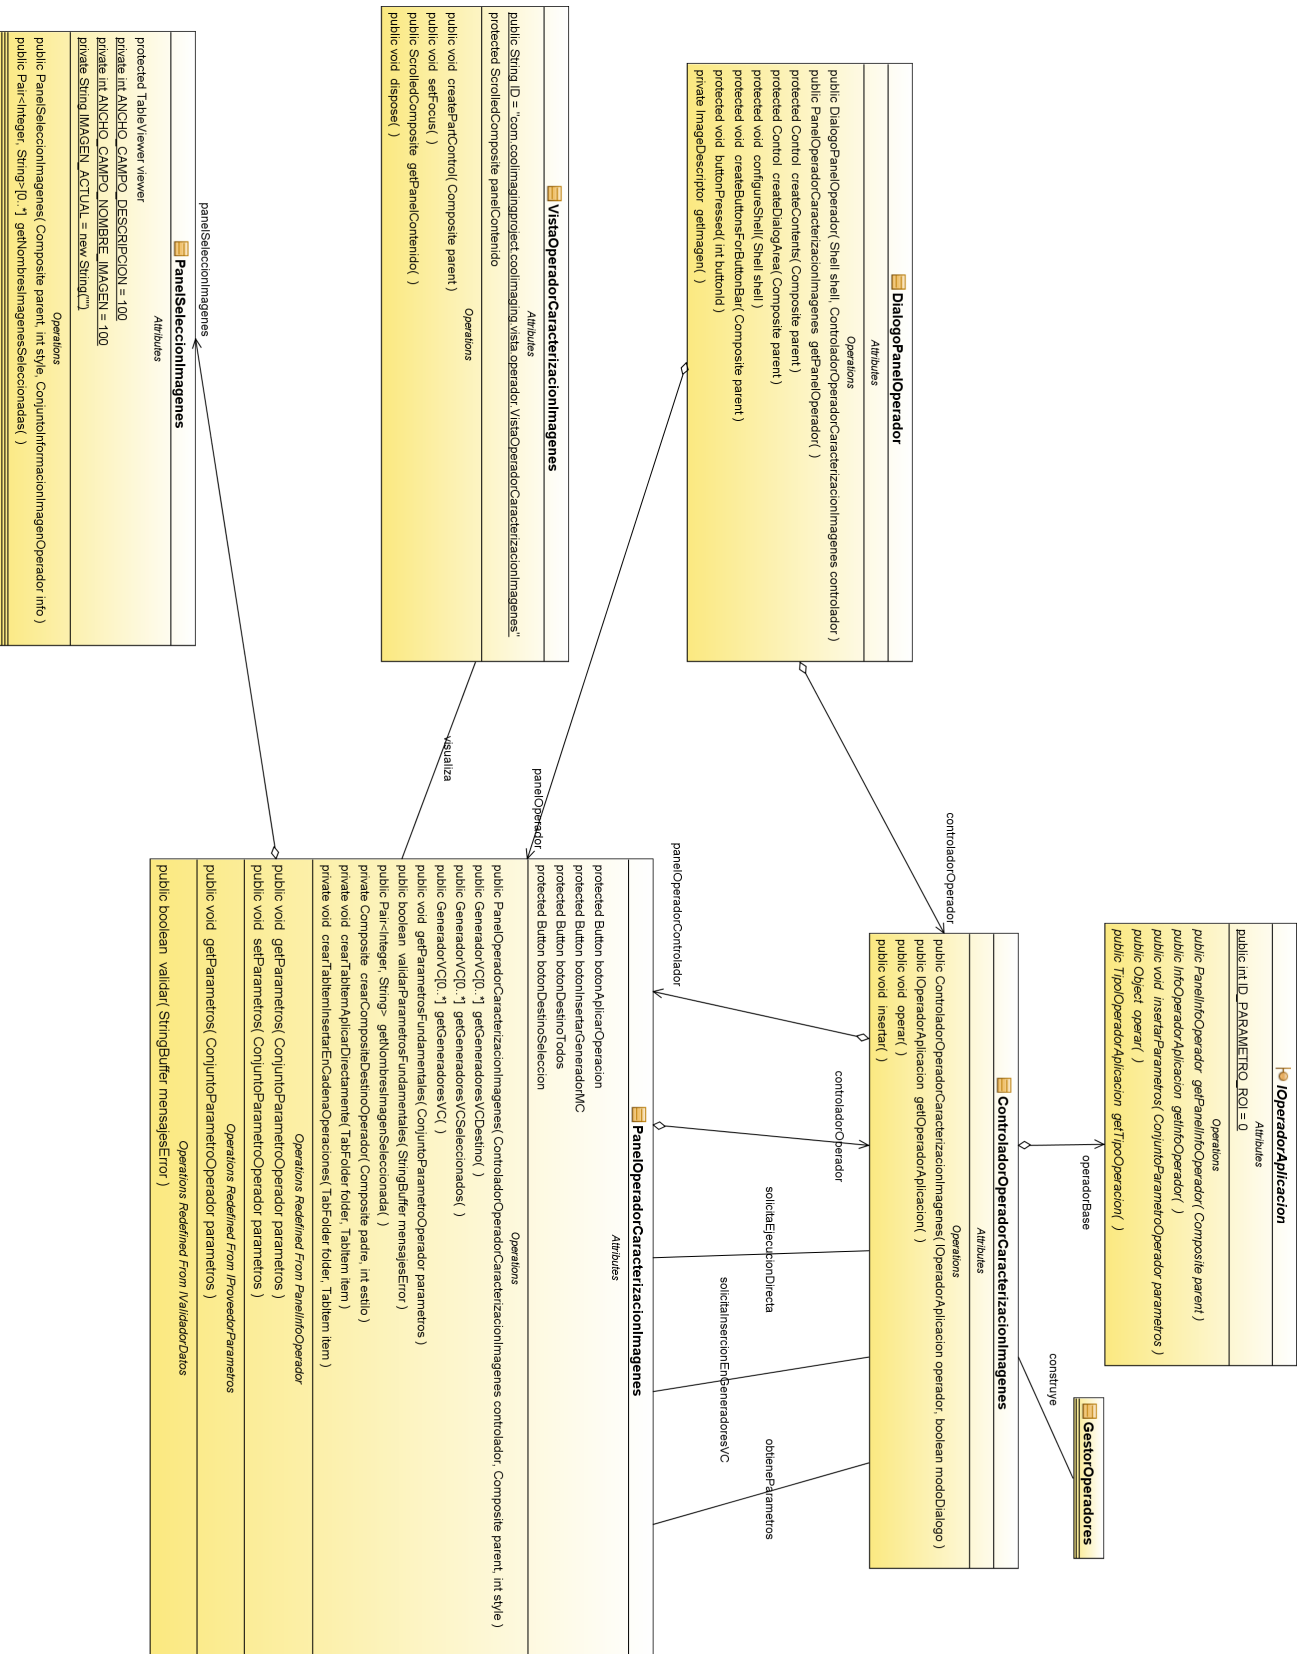 IOperadorAplicacion
Attributes
public int ID_PARAMETRO_ROI = 0
Operations
public PanelInfoOperador getPanelInfoOperador( Composite parent )
public InfoOperadorAplicacion getInfoOperador( )
public void insertarParametros( ConjuntoParametroOperador parametros )
public Object operar( )
public TipoIOperadorAplicacion getTipoOperacion( )
GestorOperadores
operadorBase
construye
DialogoPanelOperador
Attributes
Operations
public DialogoPanelOperador( Shell shell, ControladorOperadorCaracterizacionImagenes controlador )
public PanelOperadorCaracterizacionImagenes getPanelOperador( )
protected Control createContents( Composite parent )
protected Control createDialogArea( Composite parent )
protected void configureShell( Shell shell )
protected void createButtonsForButtonBar( Composite parent )
protected void buttonPressed( int buttonId )
private ImageDescriptor getImagen( )
controladorOperador
ControladorOperadorCaracterizacionImagenes
Attributes
Operations
public ControladorOperadorCaracterizacionImagenes( IOperadorAplicacion operador, boolean modoDialogo )
public IOperadorAplicacion getOperadorAplicacion( )
public void operar( )
public void insertar( )
panelOperadorControlador
controladorOperador
solicitaEjecucionDirecta
solicitaInsercionEnGeneradoresVC
obtieneParametros
VistaOperadorCaracterizacionImagenes
Attributes
public String ID = "com.coolimagingproject.coolimaging.vista.operador.VistaOperadorCaracterizacionImagenes"
protected ScrolledComposite panelContenido
Operations
public void createPartControl( Composite parent )
public void setFocus( )
public ScrolledComposite getPanelContenido( )
public void dispose( )
panelOperador
visualiza
PanelOperadorCaracterizacionImagenes
Attributes
protected Button botonAplicarOperacion
protected Button botonInsertarGeneradorMC
protected Button botonDestinoTodos
protected Button botonDestinoSeleccion
Operations
public PanelOperadorCaracterizacionImagenes( ControladorOperadorCaracterizacionImagenes controlador, Composite parent, int style )
public GeneradorVC[0..*] getGeneradoresVCDestino( )
public GeneradorVC[0..*] getGeneradoresVCSeleccionados( )
public GeneradorVC[0..*] getGeneradoresVC( )
public void getParametrosFundamentales( ConjuntoParametroOperador parametros )
public boolean validarParametrosFundamentales( StringBuffer mensajesError )
public Pair<Integer, String> getNombresImagenSeleccionada( )
private Composite crearCompositeDestinoOperador( Composite padre, int estilo )
private void crearTabItemAplicarDirectamente( TabFolder folder, TabItem item )
private void crearTabItemInsertarEnCadenaOperaciones( TabFolder folder, TabItem item )
Operations Redefined From PanelInfoOperador
public void getParametros( ConjuntoParametroOperador parametros )
public void setParametros( ConjuntoParametroOperador parametros )
Operations Redefined From IProveedorParametros
public void getParametros( ConjuntoParametroOperador parametros )
Operations Redefined From IValidadorDatos
public boolean validar( StringBuffer mensajesError )
panelSeleccionImagenes
PanelSeleccionImagenes
Attributes
protected TableViewer viewer
private int ANCHO_CAMPO_DESCRIPCION = 100
private int ANCHO_CAMPO_NOMBRE_IMAGEN = 100
private String IMAGEN_ACTUAL = new String("")
Operations
public PanelSeleccionImagenes( Composite parent, int style, ConjuntoInformacionImagenOperador info )
public Pair<Integer, String>[0..*] getNombresImagenesSeleccionadas( )